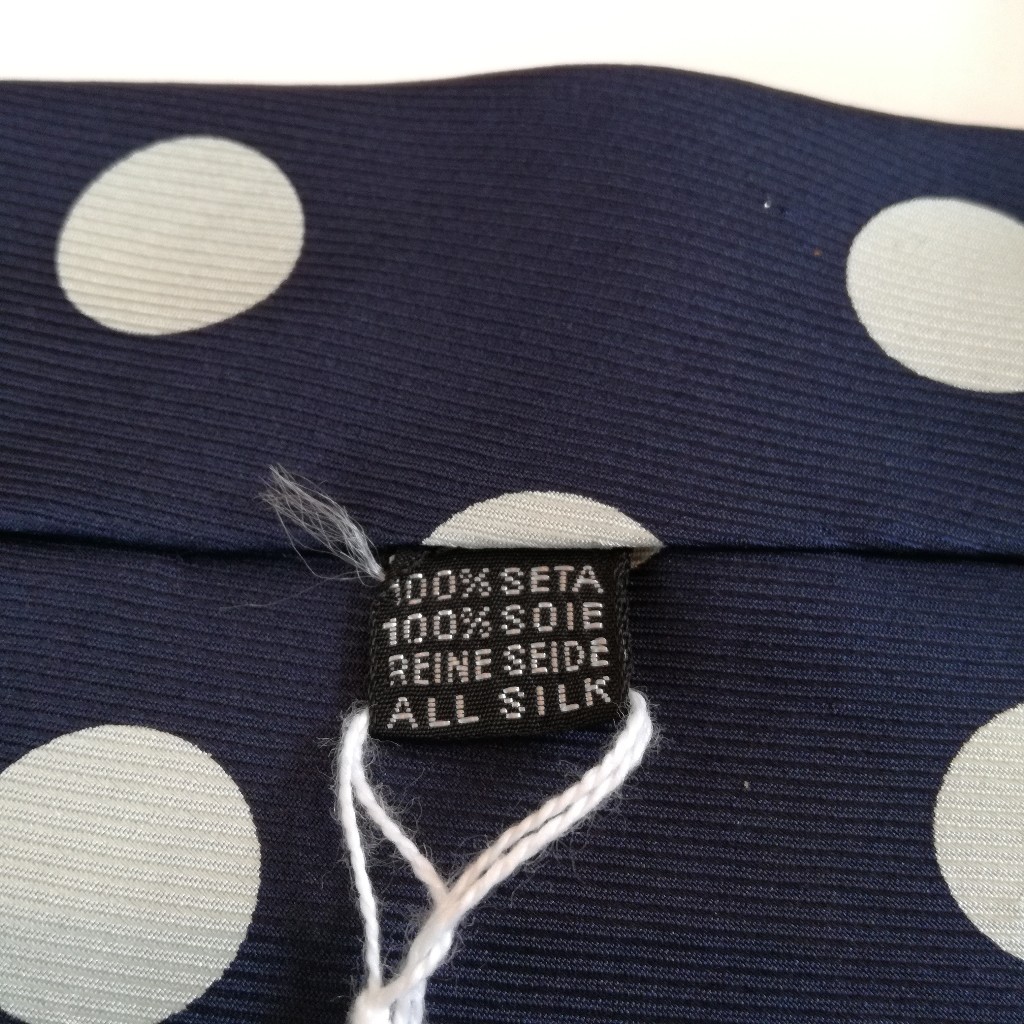 100% SETA
100% SOIE
REINE SEIDE
ALL SILK